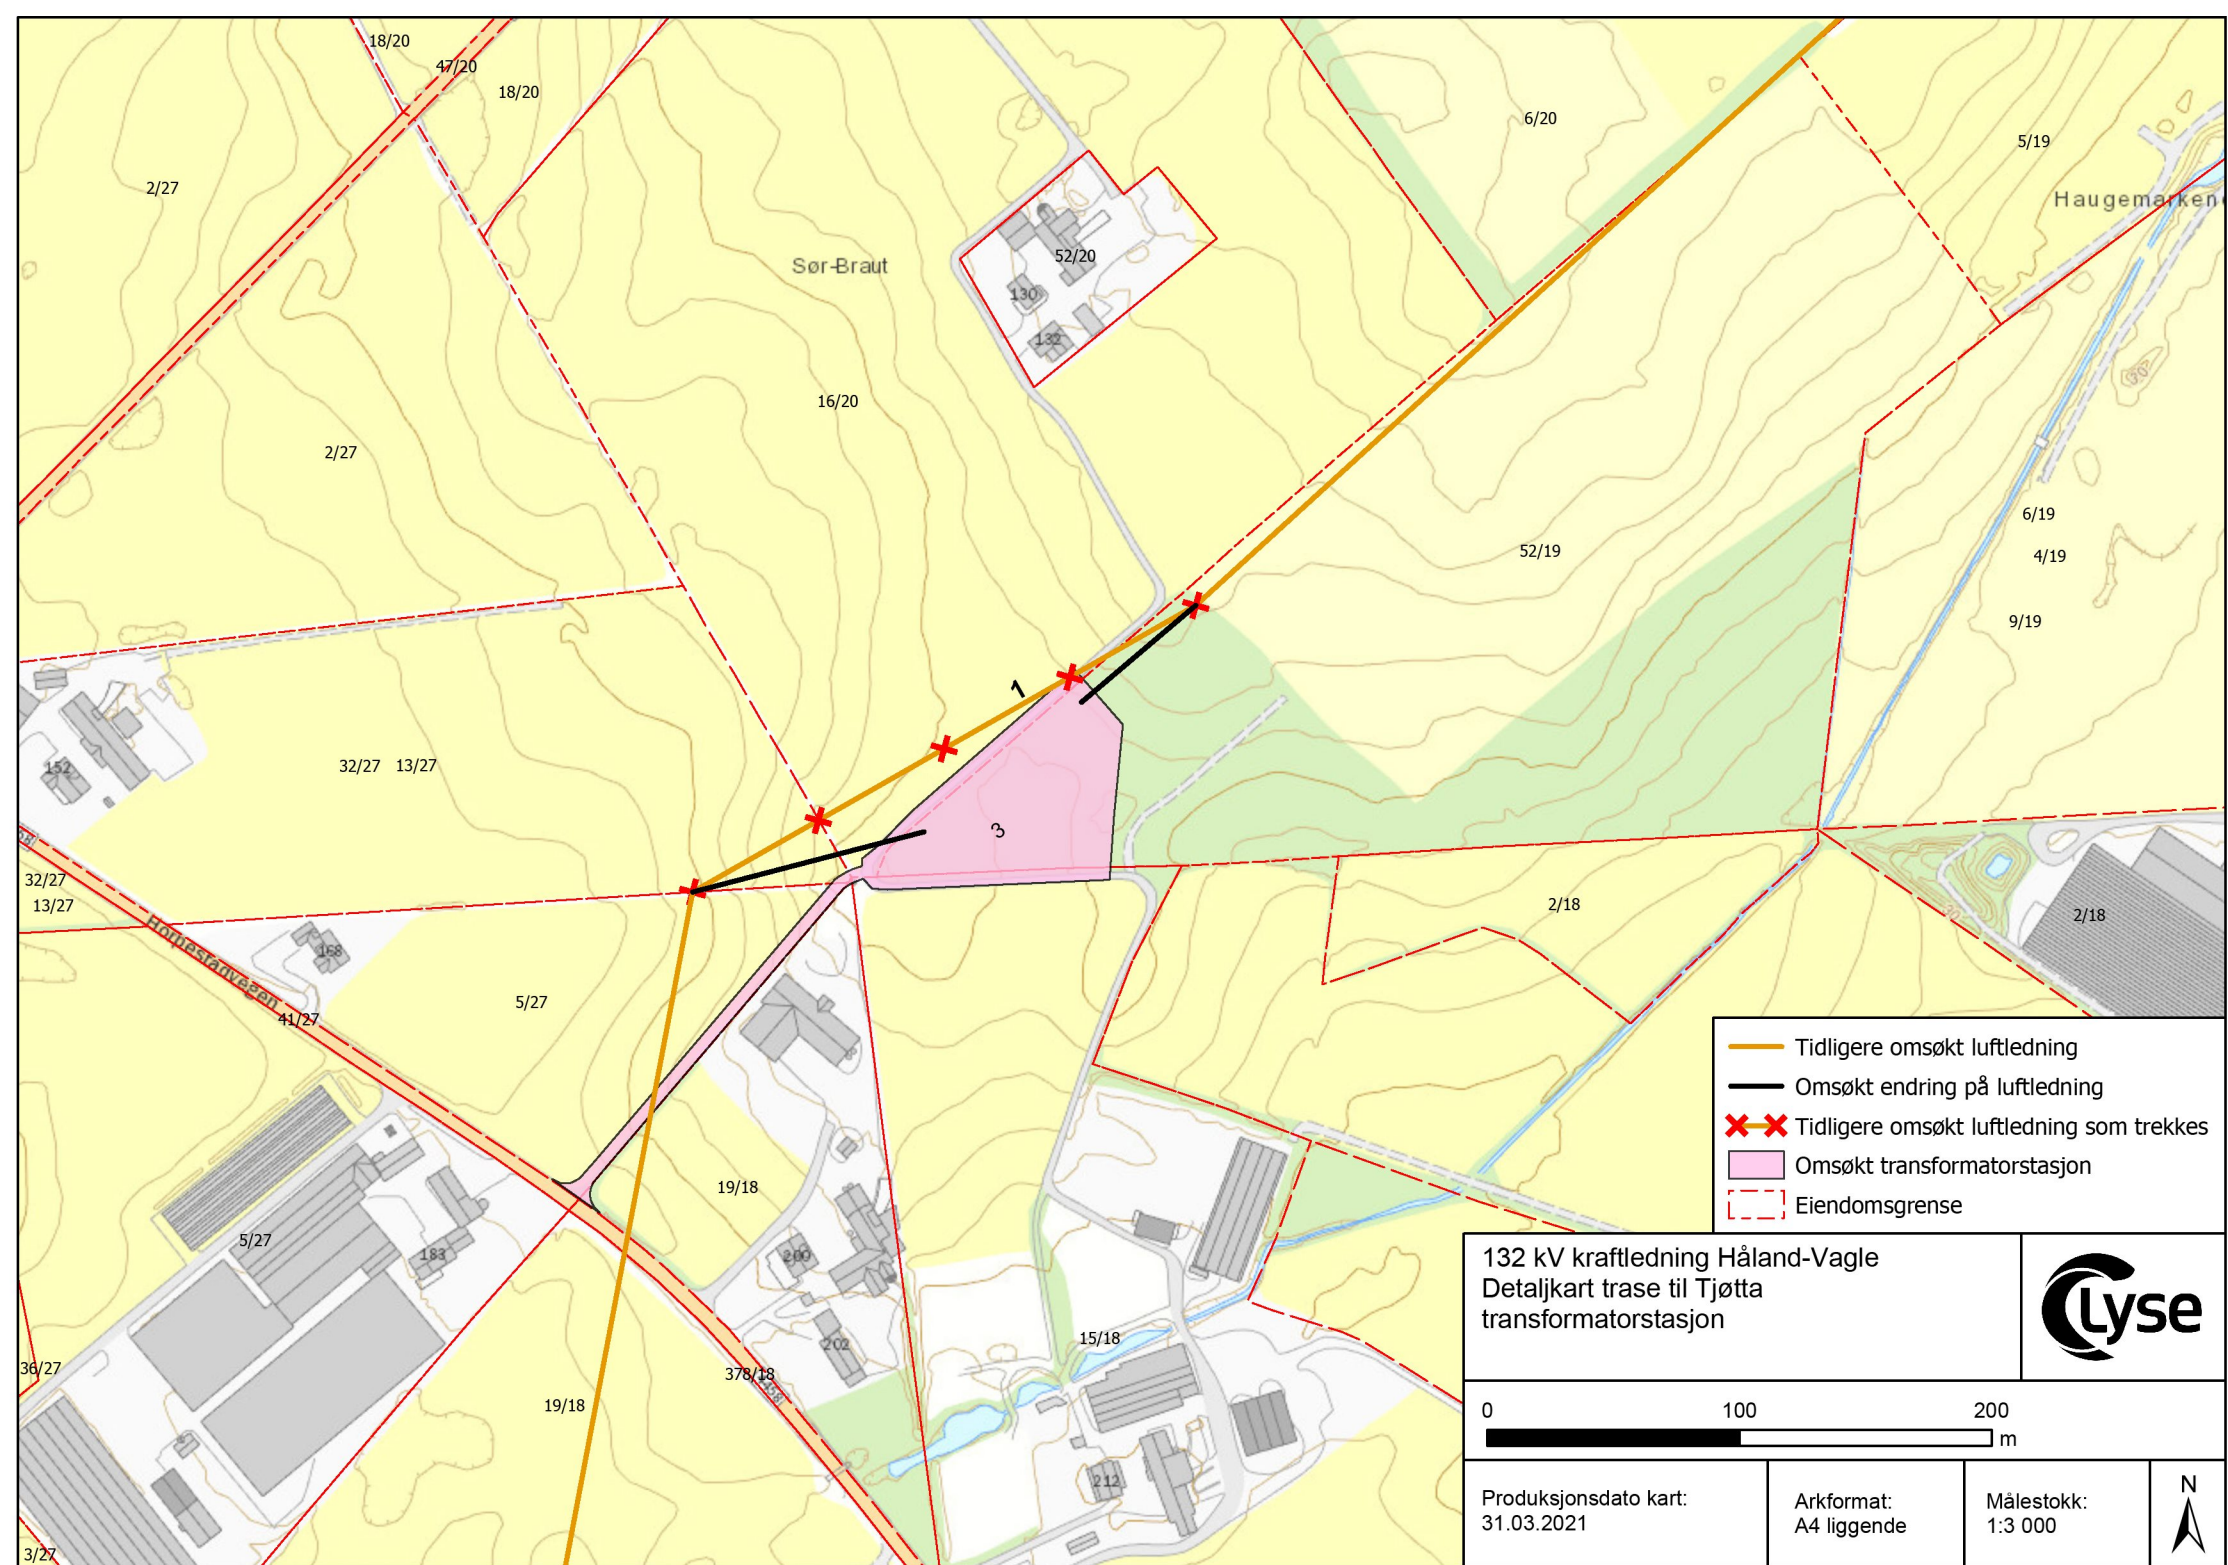 18/20
47/20
18/20
6/20
5/19
2/27
Haugemarken
52/20
Sør-Braut
130
132
16/20
2/27
30
6/19
52/19
4/19
9/19
1
32/27 13/27
152
3
32/27
13/27
2/18
2/18
30
Horpestadvegen
168
5/27
41/27
19/18
5/27
183
200
202
15/18
36/27
378/18
4458
19/18
212
3/27
Tidligere omsøkt luftledning
Omsøkt endring på luftledning
Tidligere omsøkt luftledning som trekkes
Omsøkt transformatorstasjon
Eiendomsgrense
132 kV kraftledning Håland-Vagle
Detaljkart trase til Tjøtta
transformatorstasjon
Lyse
0 100 200
m
Produksjonsdato kart:
31.03.2021
Arkformat:
A4 liggende
Målestokk:
1:3 000
N